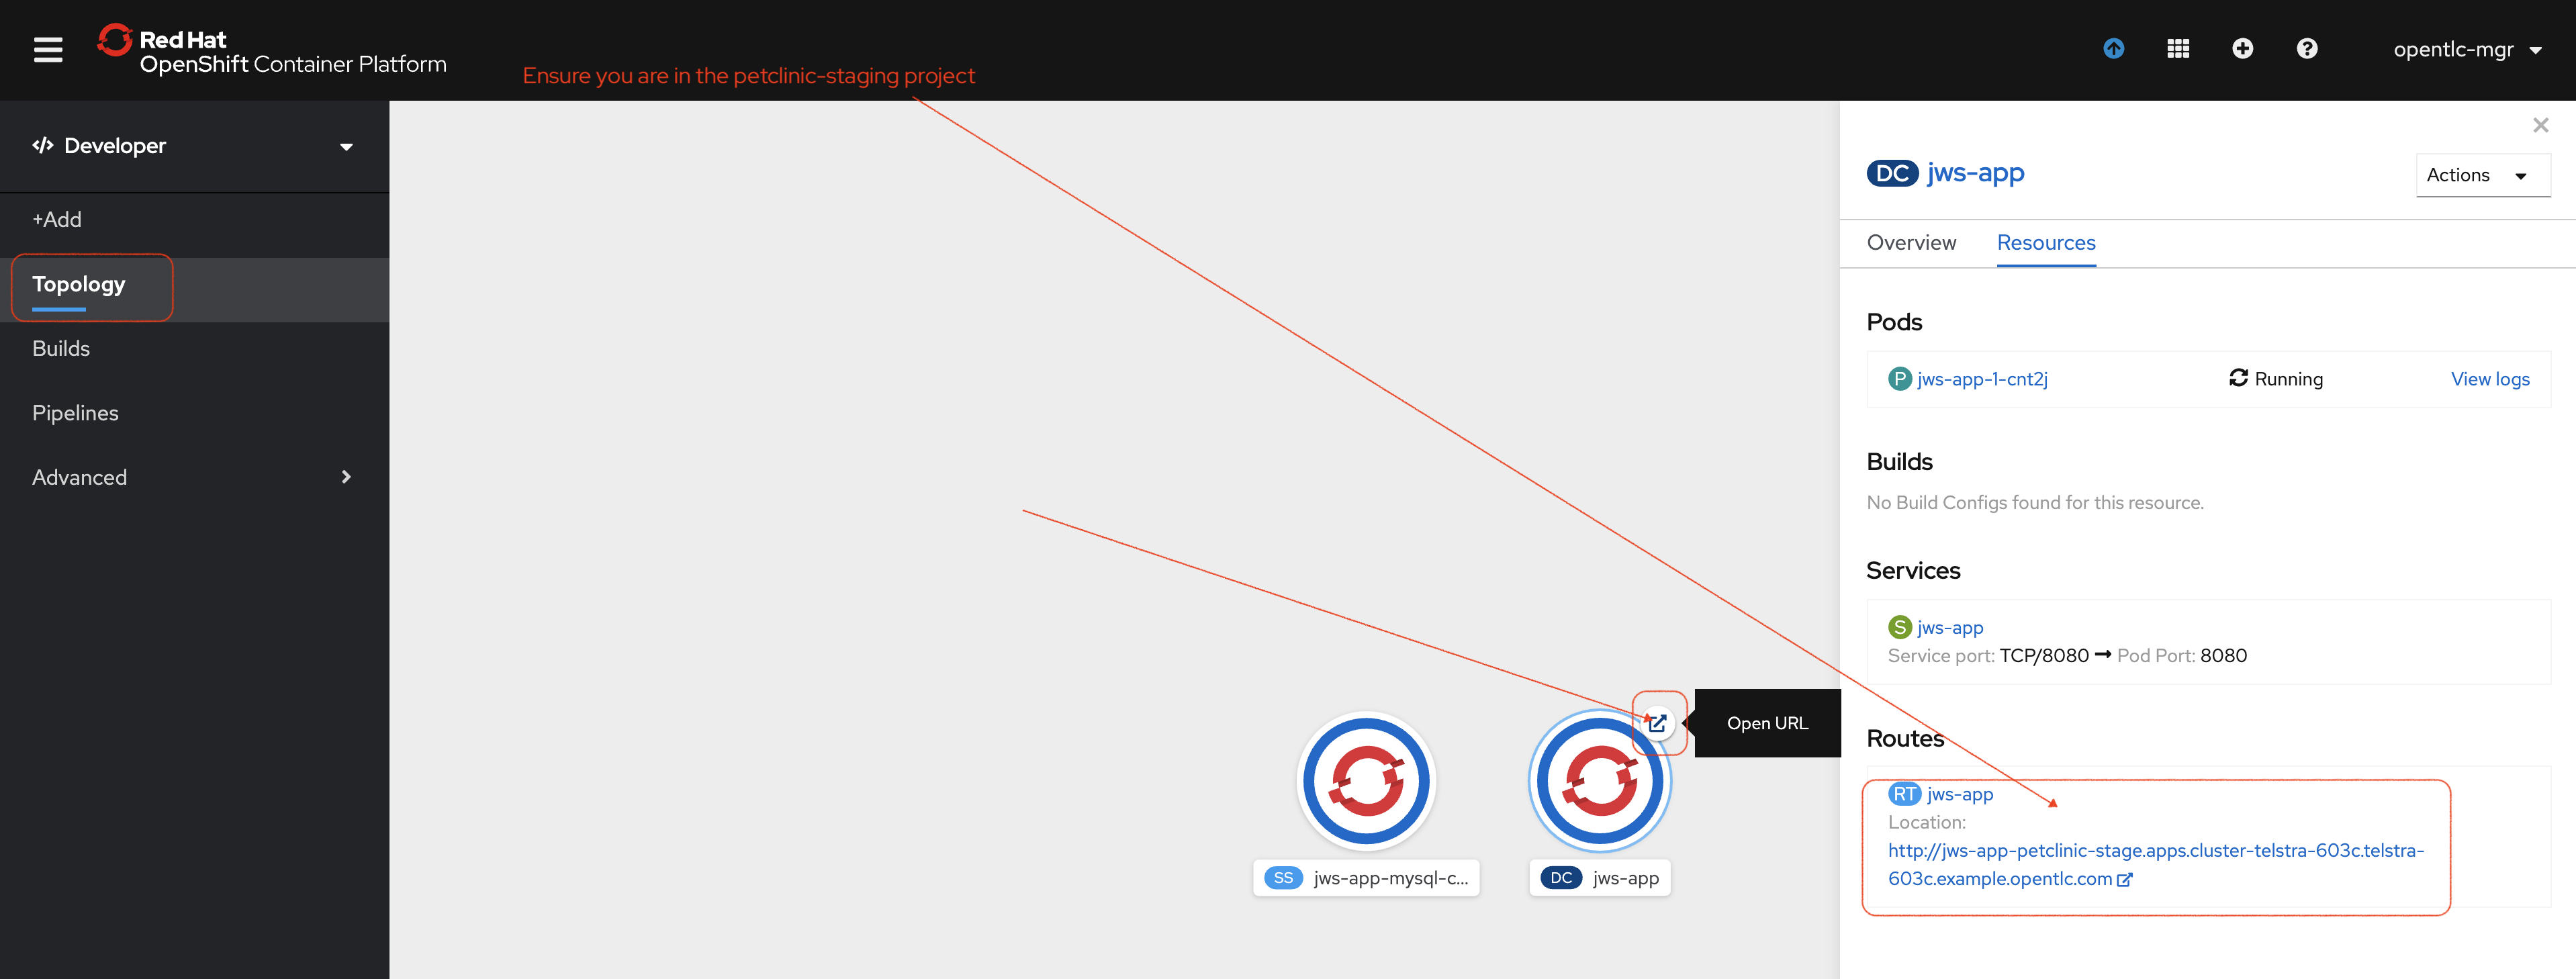 Red Hat
OpenShift Container Platform
Ensure you are in the petclinic-staging project
opentlc-mgr
</> Developer
+Add
Topology
Builds
Pipelines
Advanced
DC jws-app
Actions
Overview Resources
Pods
P jws-app-1-cnt2j Running View logs
Builds
No Build Configs found for this resource.
Services
S jws-app
Service port: TCP/8080 → Pod Port: 8080
Routes
RT jws-app
Location:
http://jws-app-petclinic-stage.apps.cluster-telstra-603c.telstra-
603c.example.opentlc.com
Open URL
SS jws-app-mysql-c...
DC jws-app